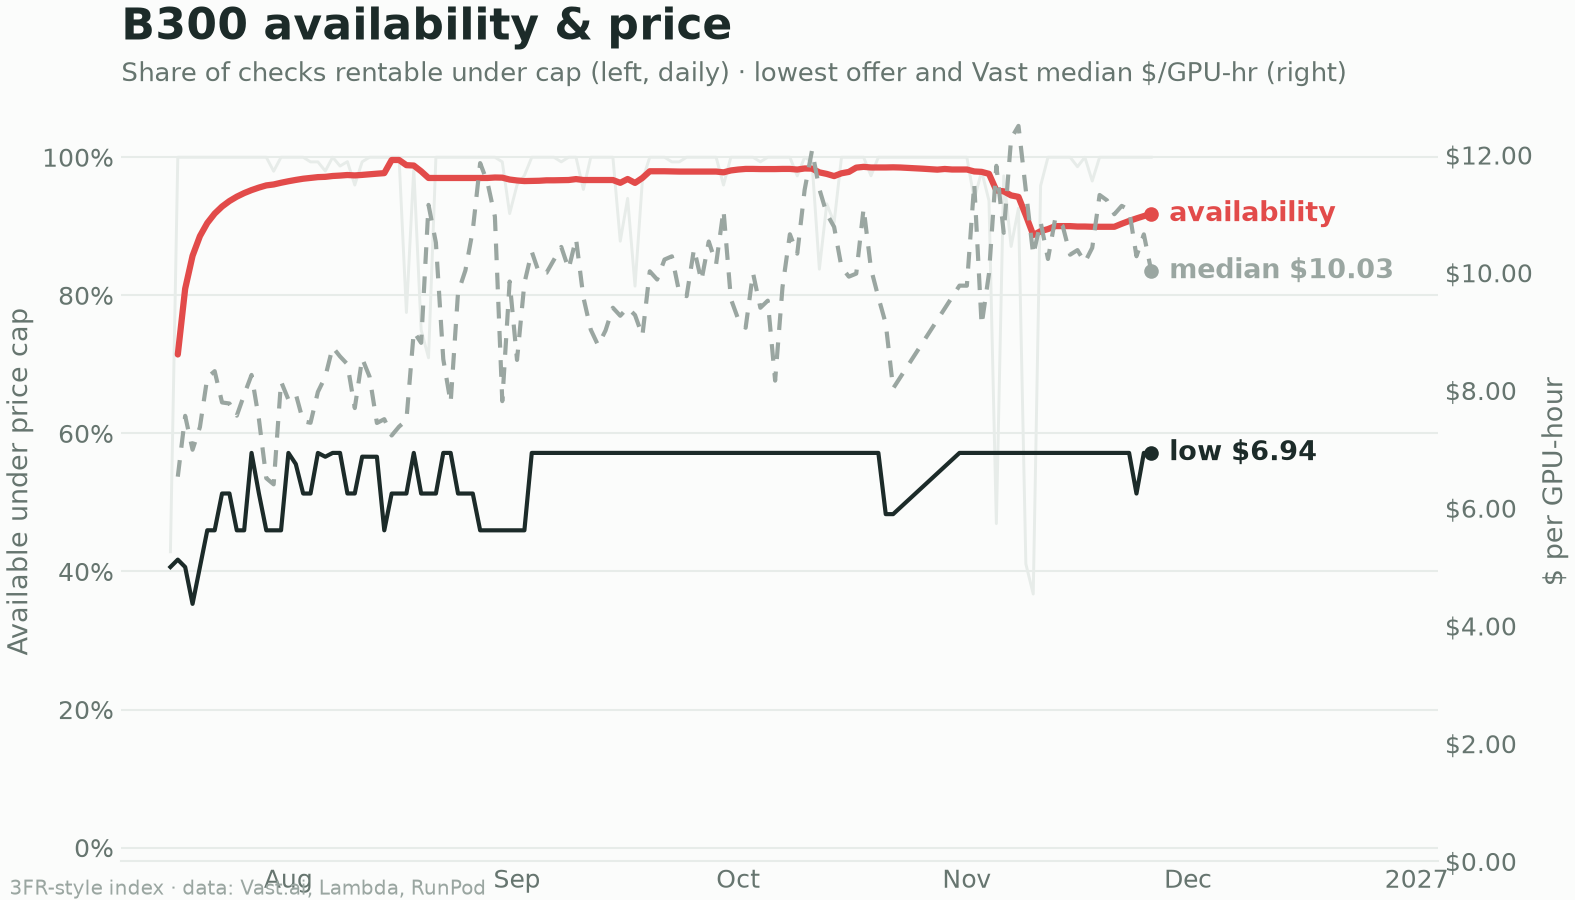 B300 availability & price
Share of checks rentable under cap (left, daily) · lowest offer and Vast median $/GPU-hr (right)
Available under price cap
100%
80%
60%
40%
20%
0%
$12.00
$10.00
$8.00
$6.00
$4.00
$2.00
$0.00
$ per GPU-hour
availability
median $10.03
low $6.94
Aug
Sep
Oct
Nov
Dec
2027
3FR-style index · data: Vast.ai, Lambda, RunPod